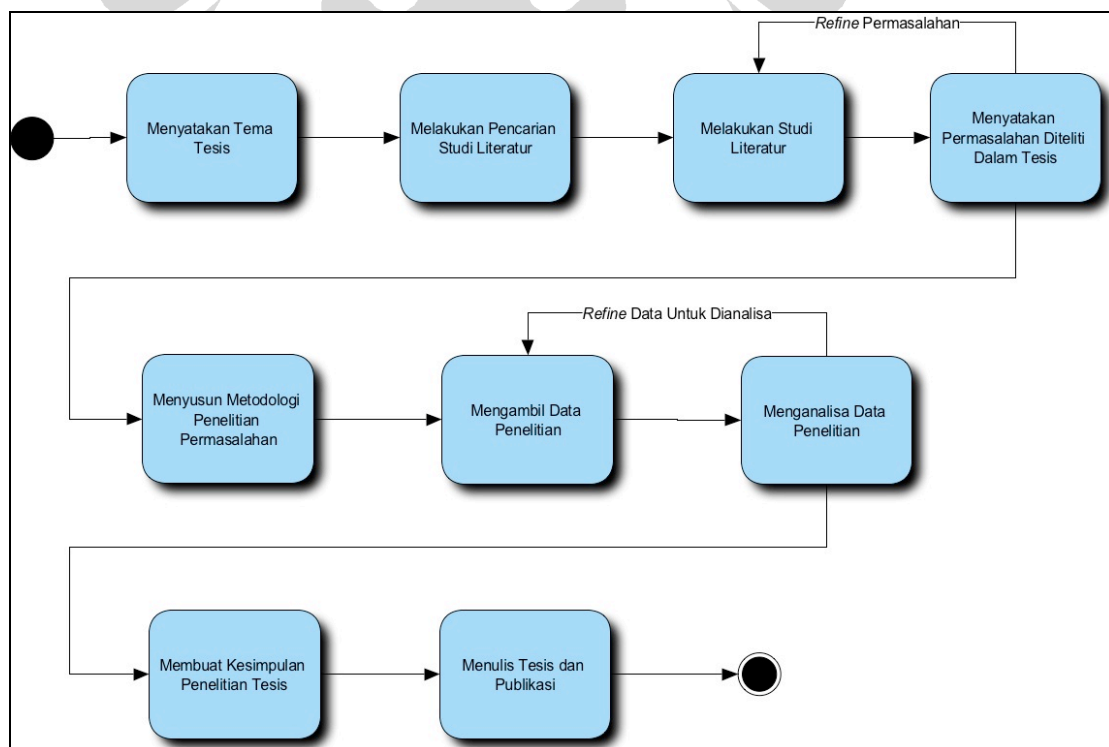 Refine Permasalahan
Menyatakan Tema
Tesis
Melakukan Pencarian
Studi Literatur
Melakukan Studi
Literatur
Menyatakan
Permasalahan Diteliti
Dalam Tesis
Refine Data Untuk Dianalisa
Menyusun Metodologi
Penelitian
Permasalahan
Mengambil Data
Penelitian
Menganalisa Data
Penelitian
Membuat Kesimpulan
Penelitian Tesis
Menulis Tesis dan
Publikasi